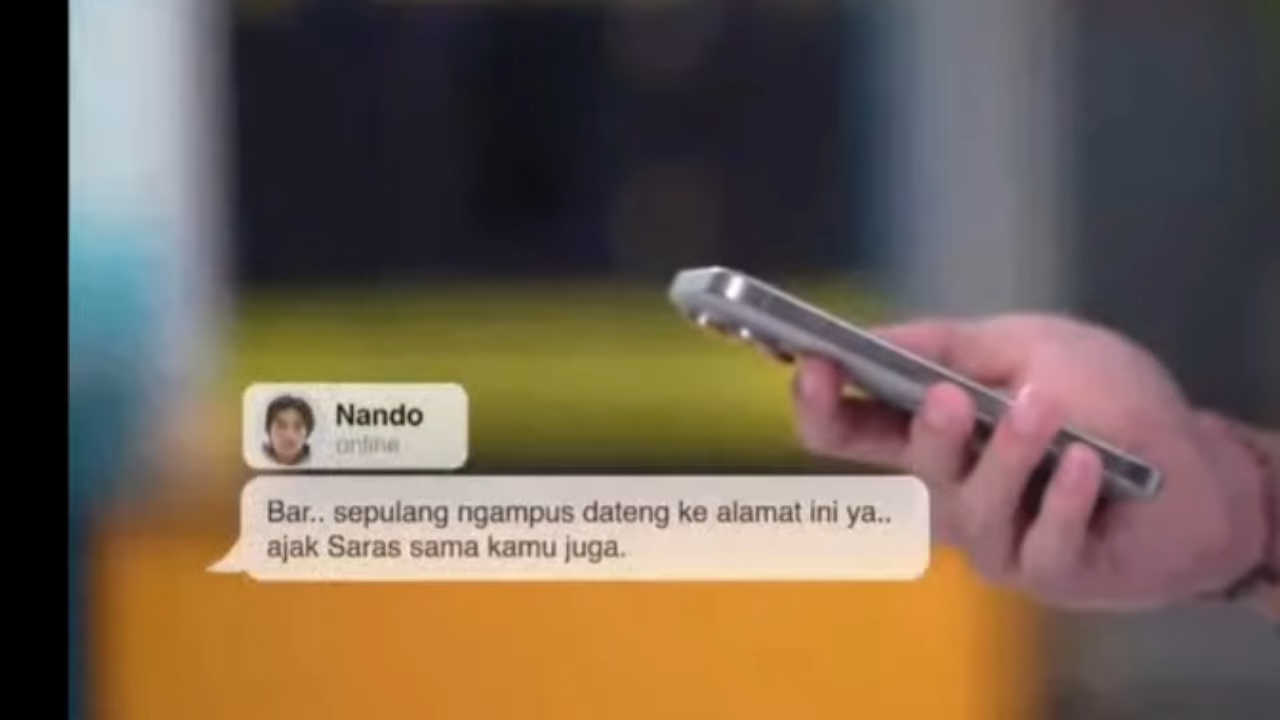 Nando
online
Bar.. sepulang ngampus dateng ke alamat ini ya..
ajak Saras sama kamu juga.